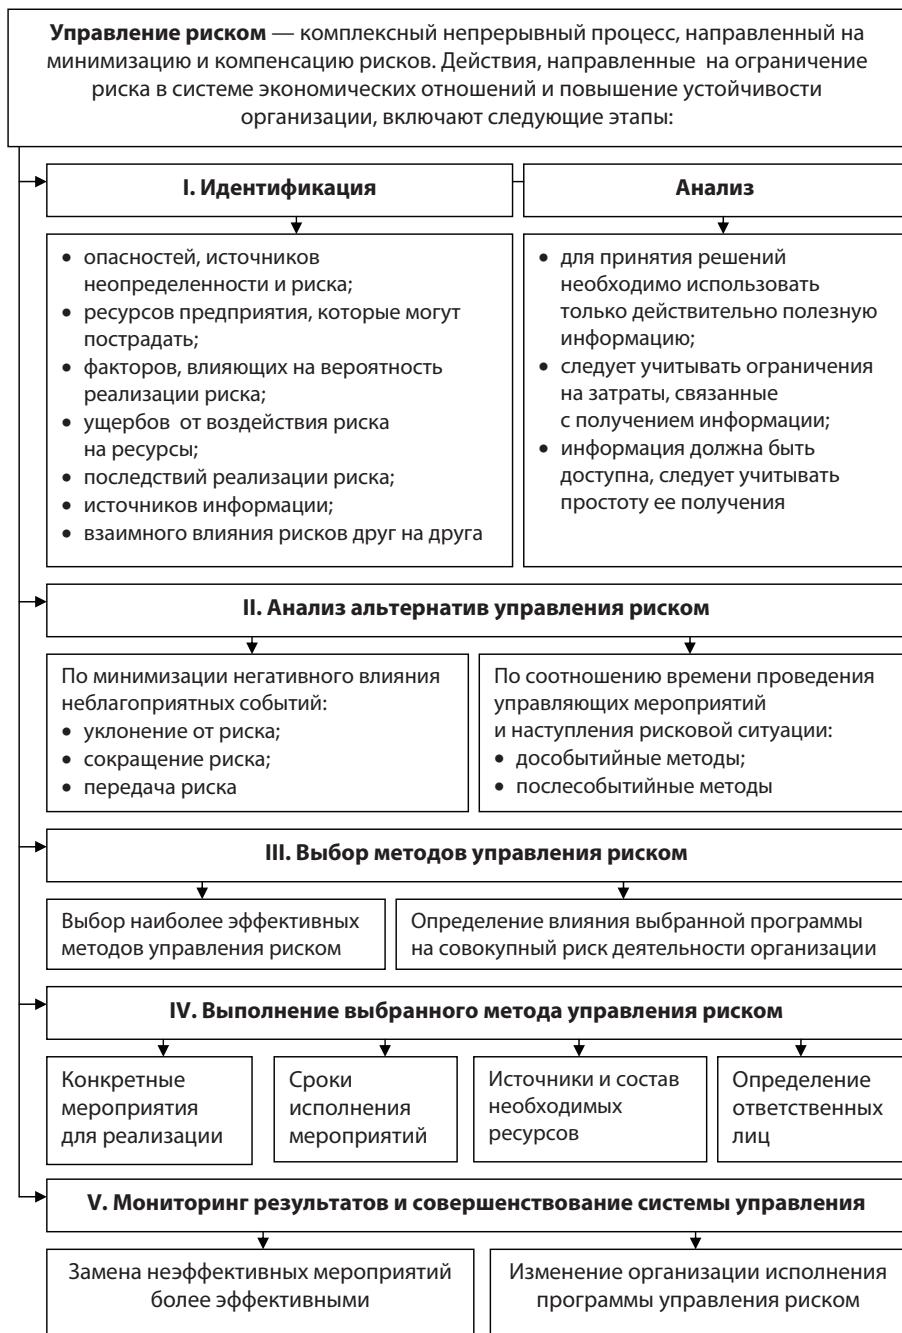 Управление риском — комплексный непрерывный процесс, направленный на
минимизацию и компенсацию рисков. Действия, направленные на ограничение
риска в системе экономических отношений и повышение устойчивости
организации, включают следующие этапы:
I. Идентификация
Анализ
• опасностей, источников
неопределенности и риска;
• ресурсов предприятия, которые могут
пострадать;
• факторов, влияющих на вероятность
реализации риска;
• ущербов от воздействия риска
на ресурсы;
• последствий реализации риска;
• источников информации;
• взаимного влияния рисков друг на друга
• для принятия решений
необходимо использовать
только действительно полезную
информацию;
• следует учитывать ограничения
на затраты, связанные
с получением информации;
• информация должна быть
доступна, следует учитывать
простоту ее получения
II. Анализ альтернатив управления риском
По минимизации негативного влияния
неблагоприятных событий:
• уклонение от риска;
• сокращение риска;
• передача риска
По соотношению времени проведения
управляющих мероприятий
и наступления рисковой ситуации:
• дособытийные методы;
• послесобытийные методы
III. Выбор методов управления риском
Выбор наиболее эффективных
методов управления риском
Определение влияния выбранной программы
на совокупный риск деятельности организации
IV. Выполнение выбранного метода управления риском
Конкретные
мероприятия
для реализации
Сроки
исполнения
мероприятий
Источники и состав
необходимых
ресурсов
Определение
ответственных
лиц
V. Мониторинг результатов и совершенствование системы управления
Замена неэффективных мероприятий
более эффективными
Изменение организации исполнения
программы управления риском